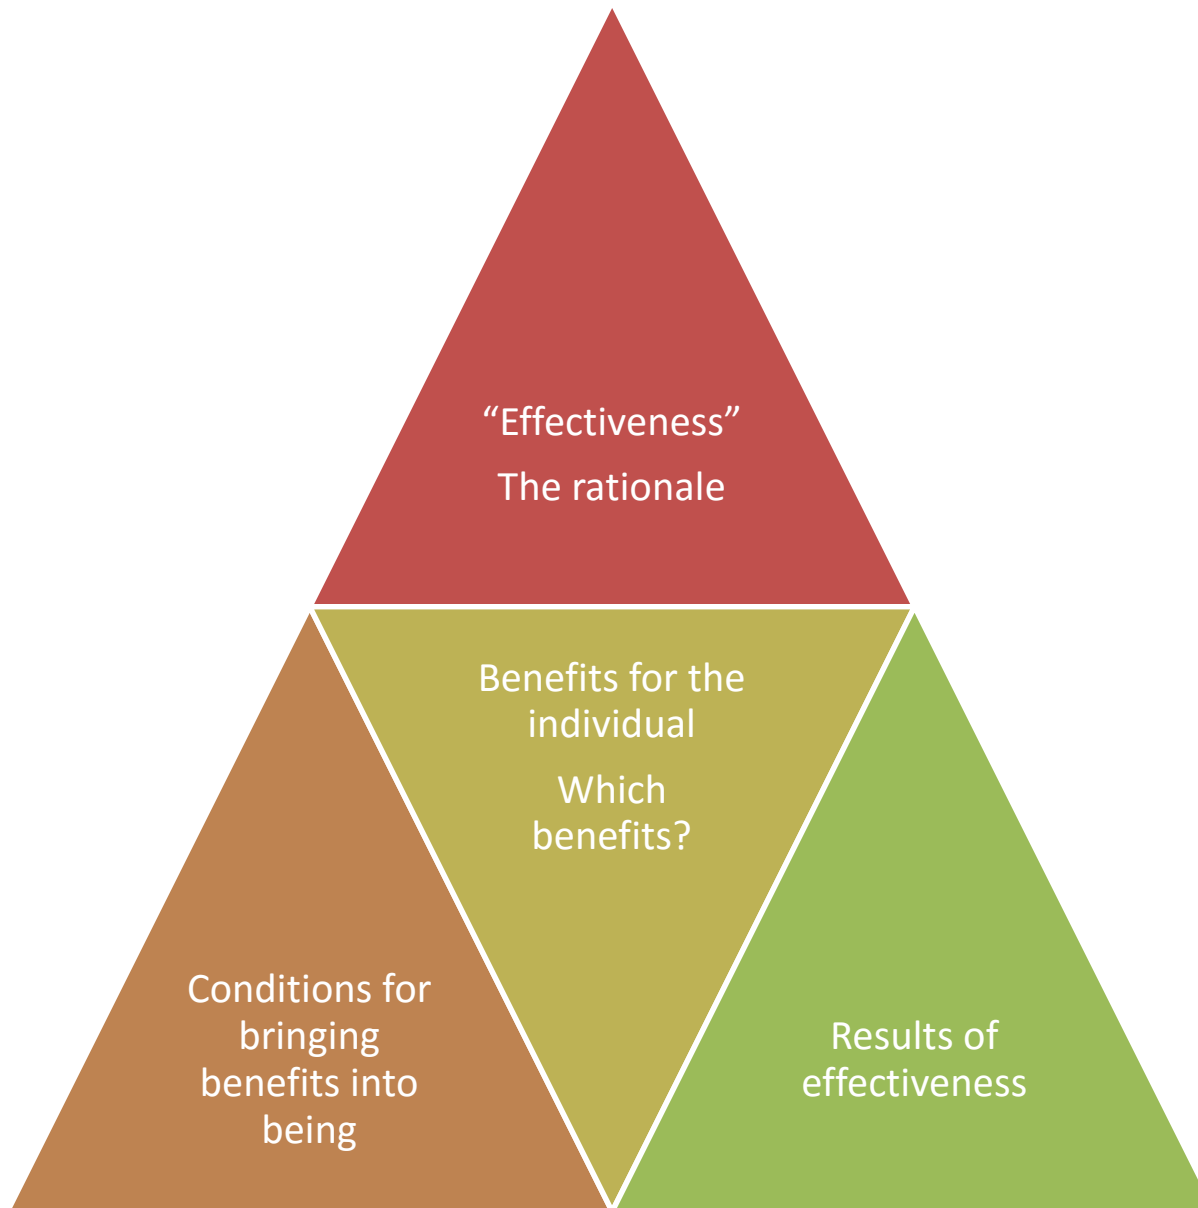 “Effectiveness”
The rationale
Benefits for the
individual
Which
benefits?
Conditions for
bringing
benefits into
being
Results of
effectiveness